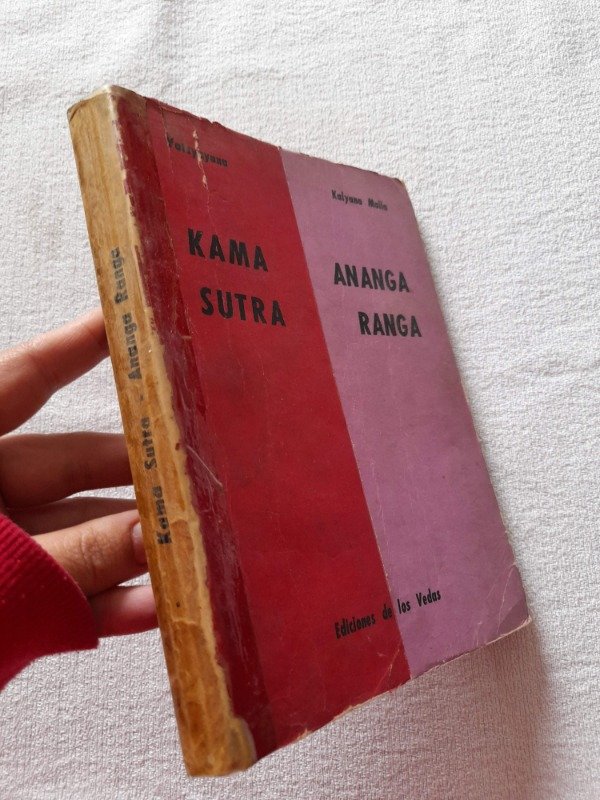 KAMA
SUTRA
Kalyana Malla
ANANGA
RANGA
Ediciones de los Vedas
Kama Sutra - Ananga Ranga